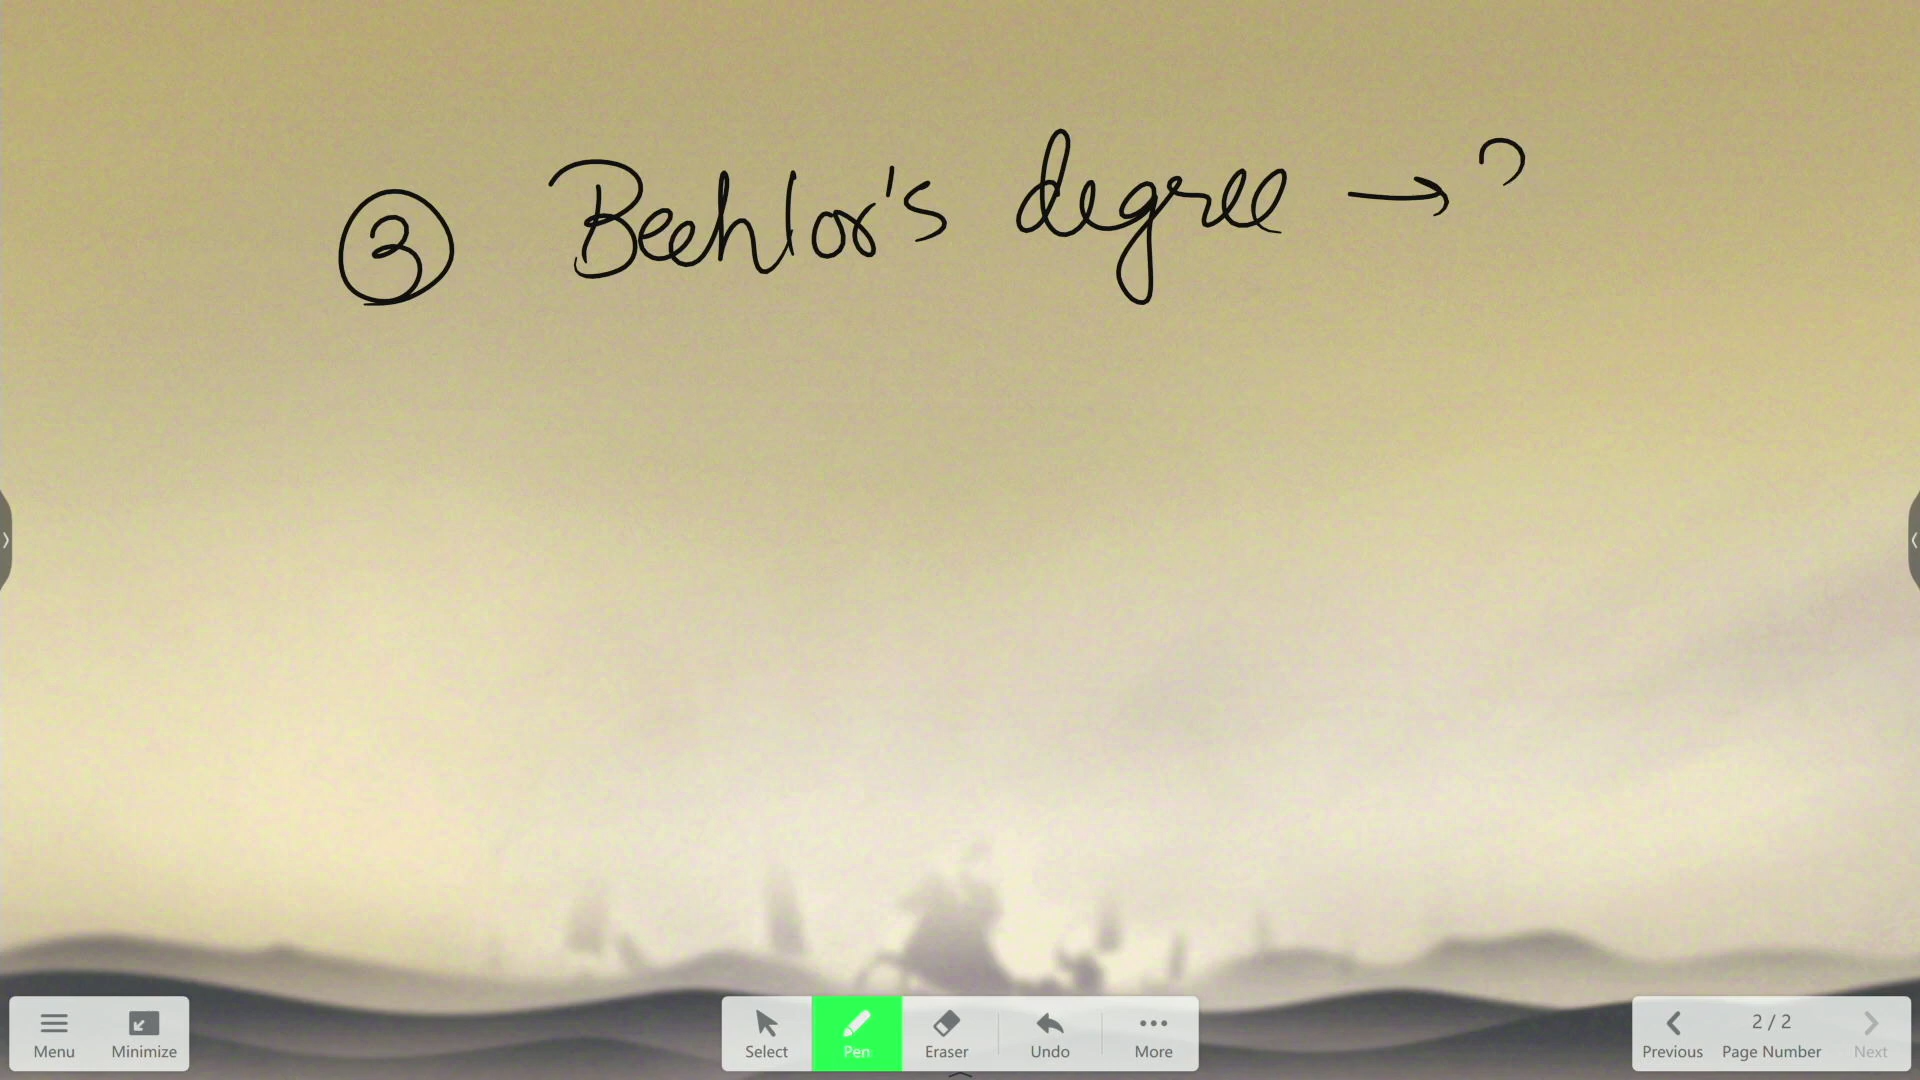 ③ Beehlor's degree → ?
Menu Minimize Select Pen Eraser Undo More Previous 2 / 2 Page Number Next